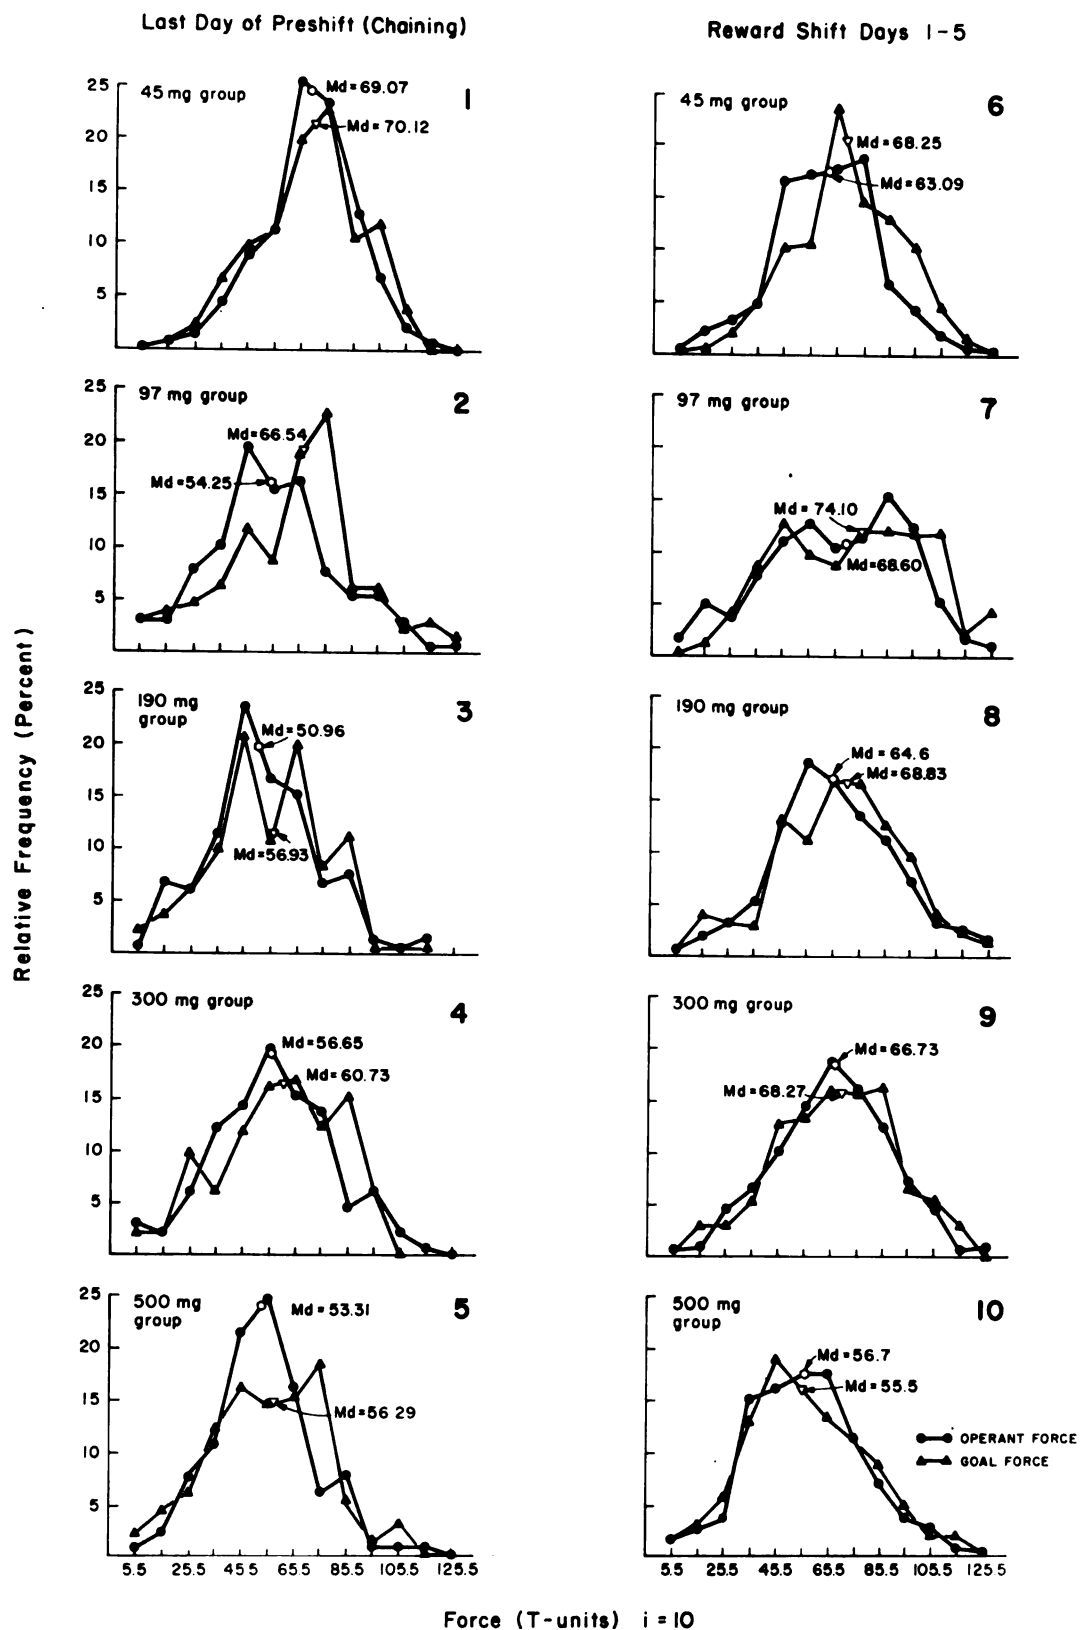 Last Day of Preshift (Chaining)
Reward Shift Days 1-5
Relative Frequency (Percent)
45 mg group
1
Md=69.07
Md=70.12
25
20
15
10
5
45 mg group
6
Md=68.25
Md=63.09
97 mg group
2
Md=66.54
Md=54.25
25
20
15
10
5
97 mg group
7
Md=74.10
Md=68.60
190 mg
group
3
Md=50.96
Md=56.93
25
20
15
10
5
190 mg group
8
Md=64.6
Md=68.83
300 mg group
4
Md=56.65
Md=60.73
25
20
15
10
5
300 mg group
9
Md=66.73
Md=68.27
500 mg
group
5
Md=53.31
Md=56 29
25
20
15
10
5
5.5 25.5 45.5 65.5 85.5 105.5 125.5
500 mg
group
10
Md=56.7
Md=55.5
OPERANT FORCE
GOAL FORCE
5.5 25.5 45.5 65.5 85.5 105.5 125.5
Force (T-units) i=10